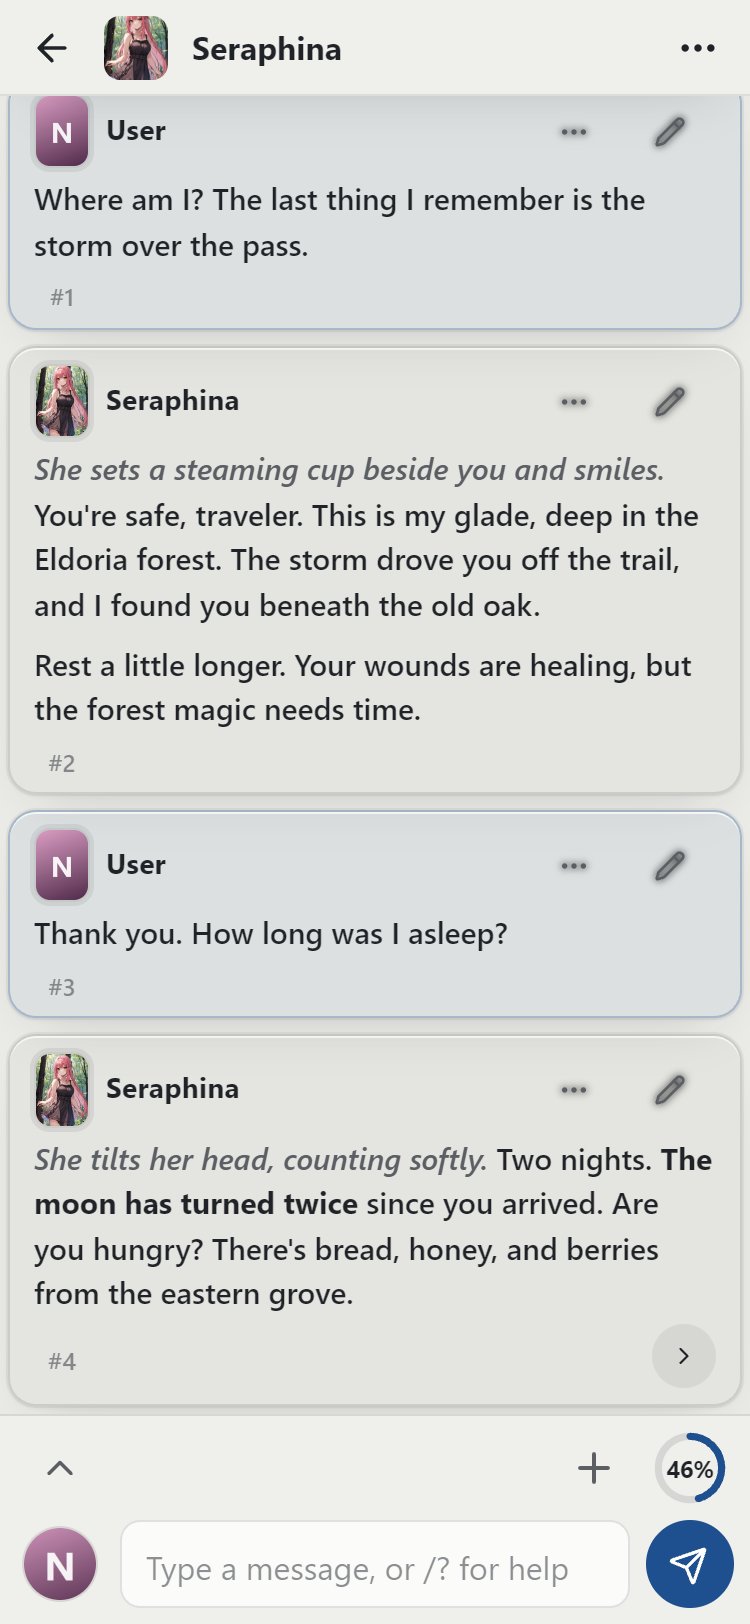 Seraphina
N
User
Where am I? The last thing I remember is the
storm over the pass.
#1
Seraphina
She sets a steaming cup beside you and smiles.
You're safe, traveler. This is my glade, deep in the
Eldoria forest. The storm drove you off the trail,
and I found you beneath the old oak.
Rest a little longer. Your wounds are healing, but
the forest magic needs time.
#2
N
User
Thank you. How long was I asleep?
#3
Seraphina
She tilts her head, counting softly. Two nights. The
moon has turned twice since you arrived. Are
you hungry? There's bread, honey, and berries
from the eastern grove.
#4
46%
N
Type a message, or /? for help